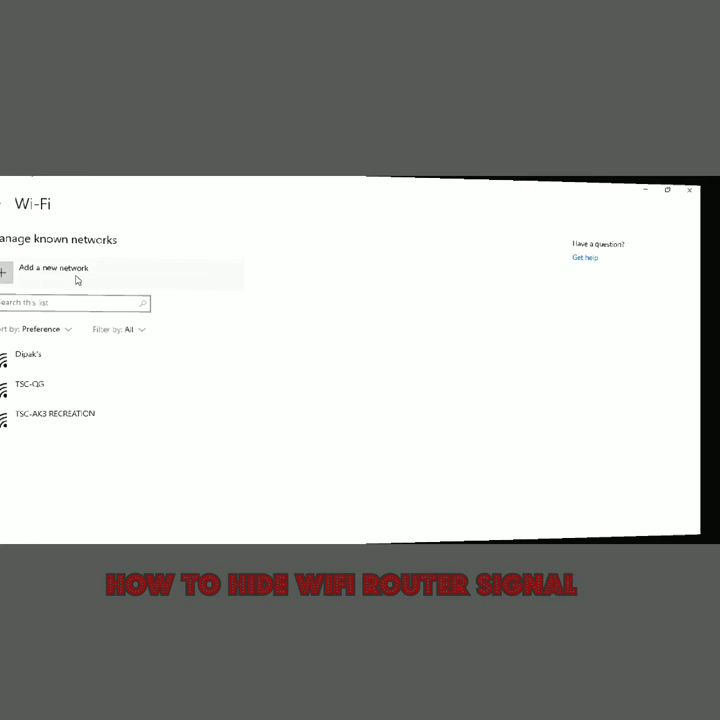 Wi-Fi
anage known networks
Have a question?
Add a new network
Get help
Search this list
rt by: Preference
Filter by: All
Dipak's
TSC-QG
TSC-AK3 RECREATION
HOW TO HIDE WIFI ROUTER SIGNAL